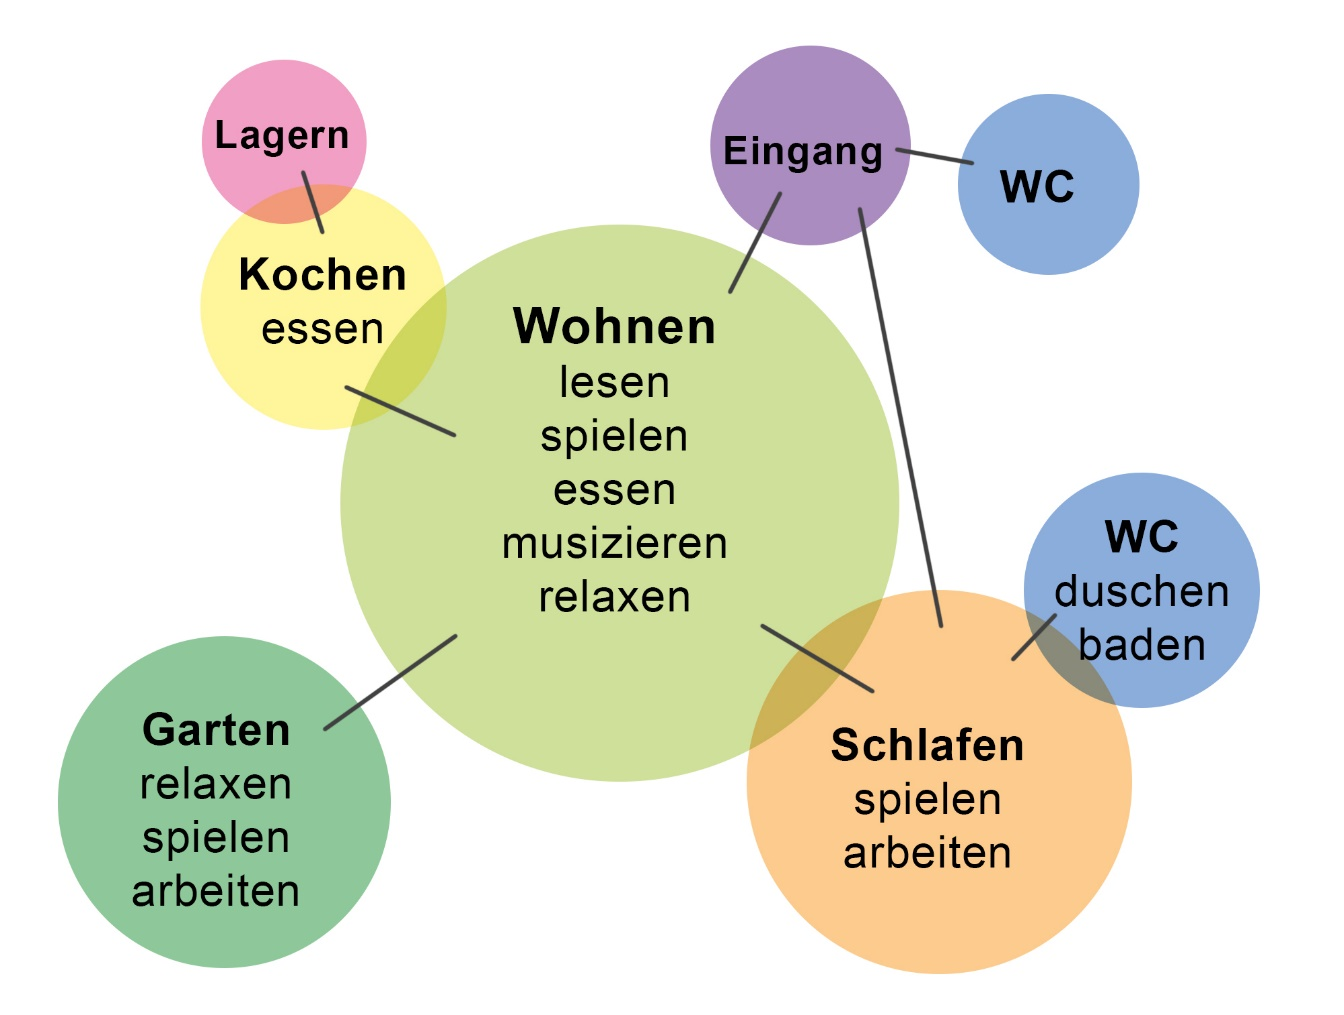 Lagern
Eingang
WC
Kochen
essen
Wohnen
lesen
spielen
essen
musizieren
relaxen
WC
duschen
baden
Garten
relaxen
spielen
arbeiten
Schlafen
spielen
arbeiten